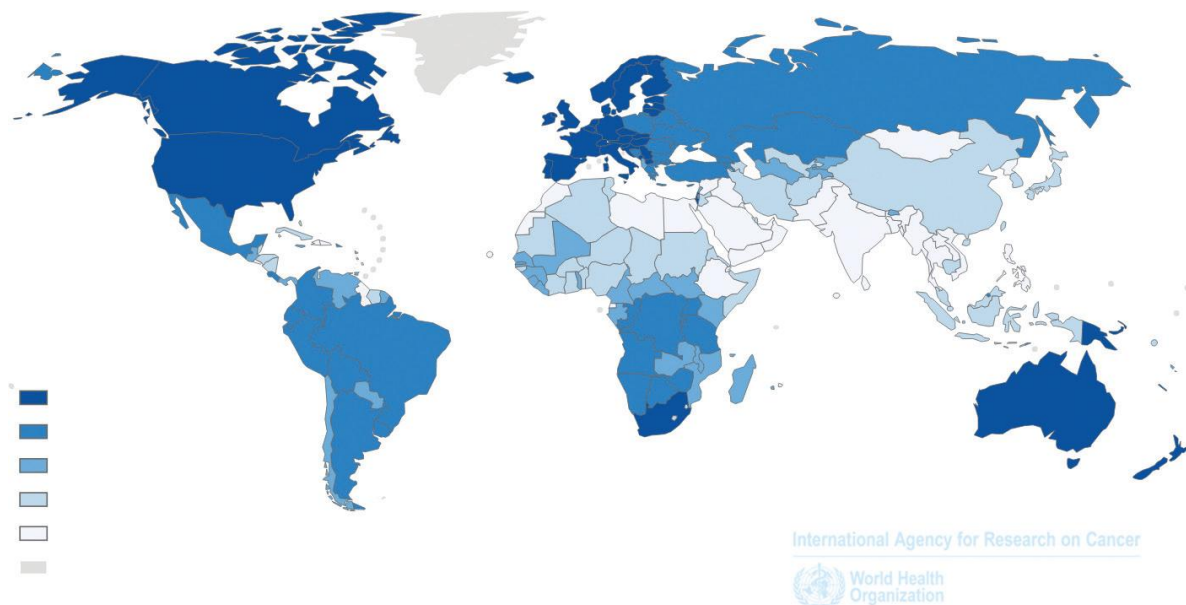 International Agency for Research on Cancer
World Health
Organization